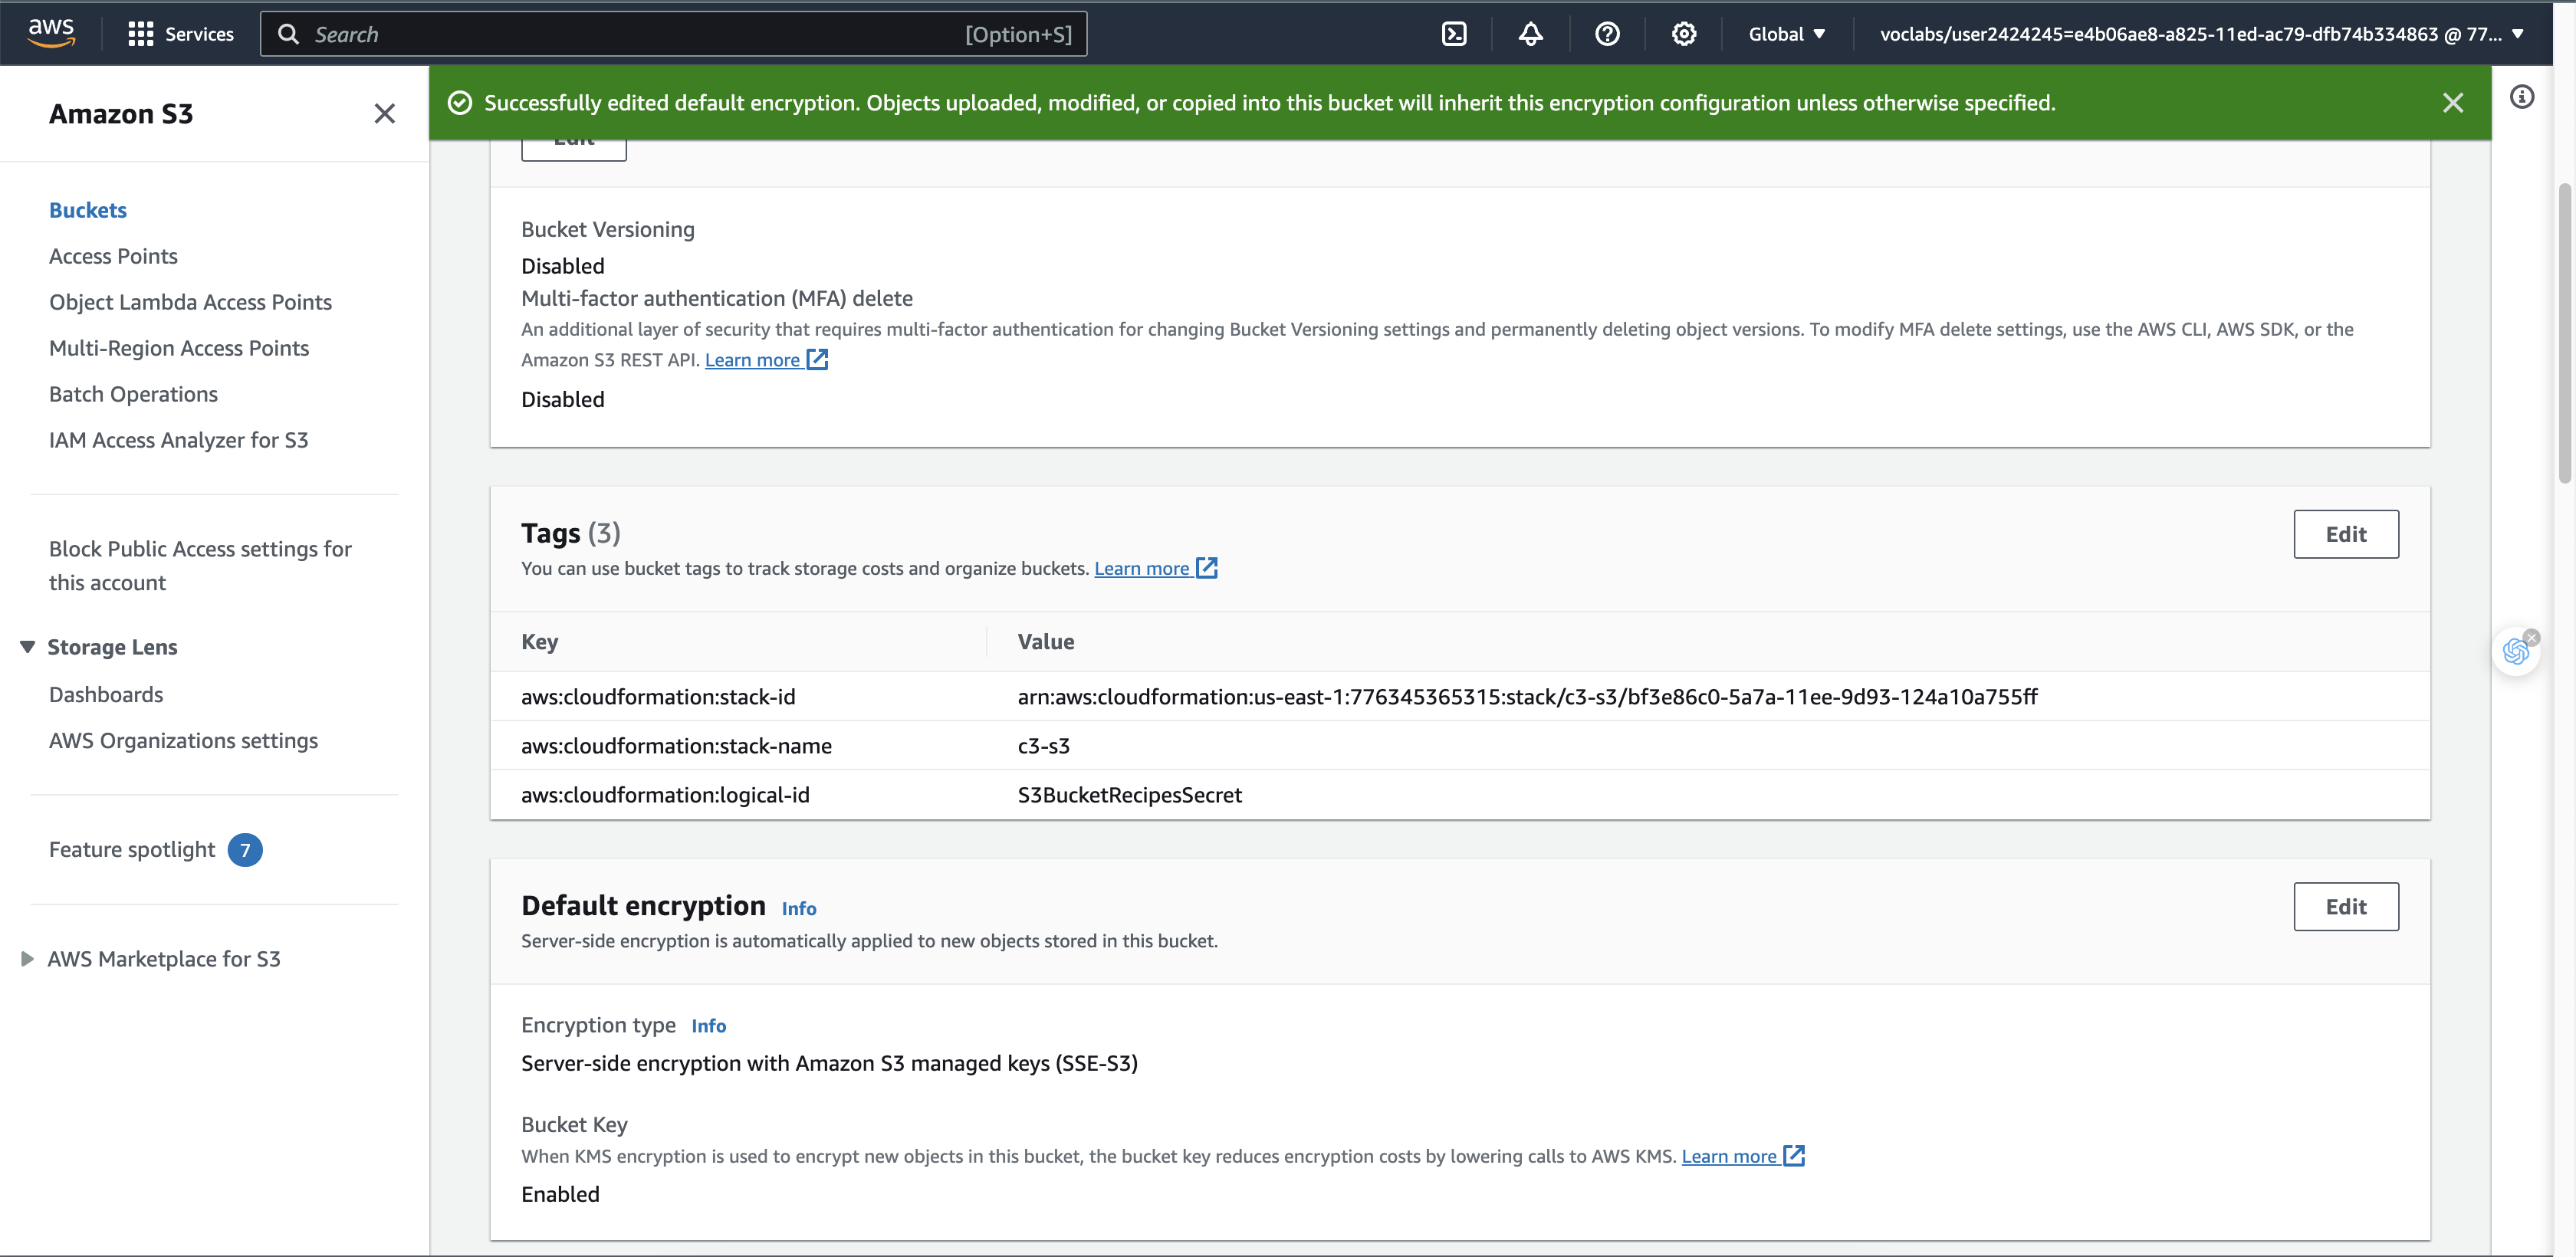 aws
Services
Search
[Option+S]
Global
voclabs/user2424245=e4b06ae8-a825-11ed-ac79-dfb74b334863 @ 77...
Amazon S3
Buckets
Access Points
Object Lambda Access Points
Multi-Region Access Points
Batch Operations
IAM Access Analyzer for S3
Block Public Access settings for
this account
Storage Lens
Dashboards
AWS Organizations settings
Feature spotlight 7
AWS Marketplace for S3
Successfully edited default encryption. Objects uploaded, modified, or copied into this bucket will inherit this encryption configuration unless otherwise specified.
Edit
Bucket Versioning
Disabled
Multi-factor authentication (MFA) delete
An additional layer of security that requires multi-factor authentication for changing Bucket Versioning settings and permanently deleting object versions. To modify MFA delete settings, use the AWS CLI, AWS SDK, or the
Amazon S3 REST API. Learn more
Disabled
Tags (3)
Edit
You can use bucket tags to track storage costs and organize buckets. Learn more
Key Value
aws:cloudformation:stack-id arn:aws:cloudformation:us-east-1:776345365315:stack/c3-s3/bf3e86c0-5a7a-11ee-9d93-124a10a755ff
aws:cloudformation:stack-name c3-s3
aws:cloudformation:logical-id S3BucketRecipesSecret
Default encryption Info
Edit
Server-side encryption is automatically applied to new objects stored in this bucket.
Encryption type Info
Server-side encryption with Amazon S3 managed keys (SSE-S3)
Bucket Key
When KMS encryption is used to encrypt new objects in this bucket, the bucket key reduces encryption costs by lowering calls to AWS KMS. Learn more
Enabled